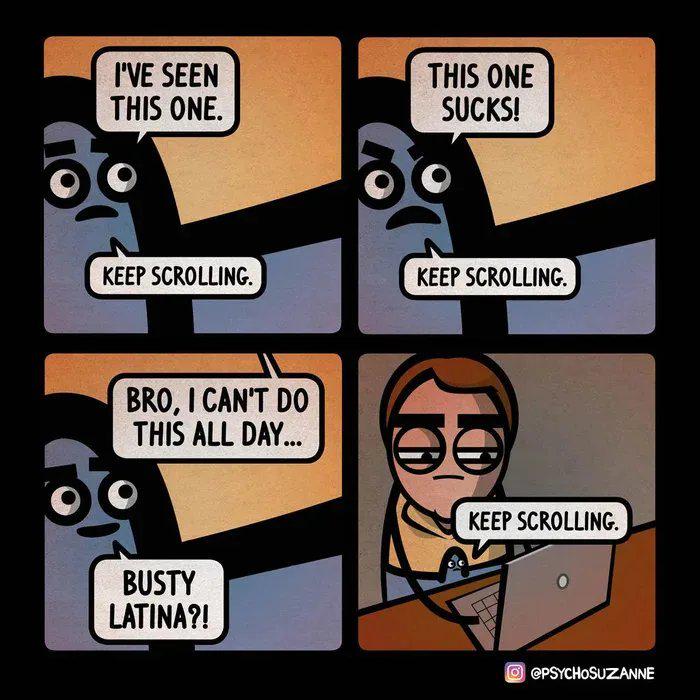 I'VE SEEN
THIS ONE.
KEEP SCROLLING.
THIS ONE
SUCKS!
KEEP SCROLLING.
BRO, I CAN'T DO
THIS ALL DAY...
BUSTY
LATINA?!
KEEP SCROLLING.
@PSYCHOSUZANNE